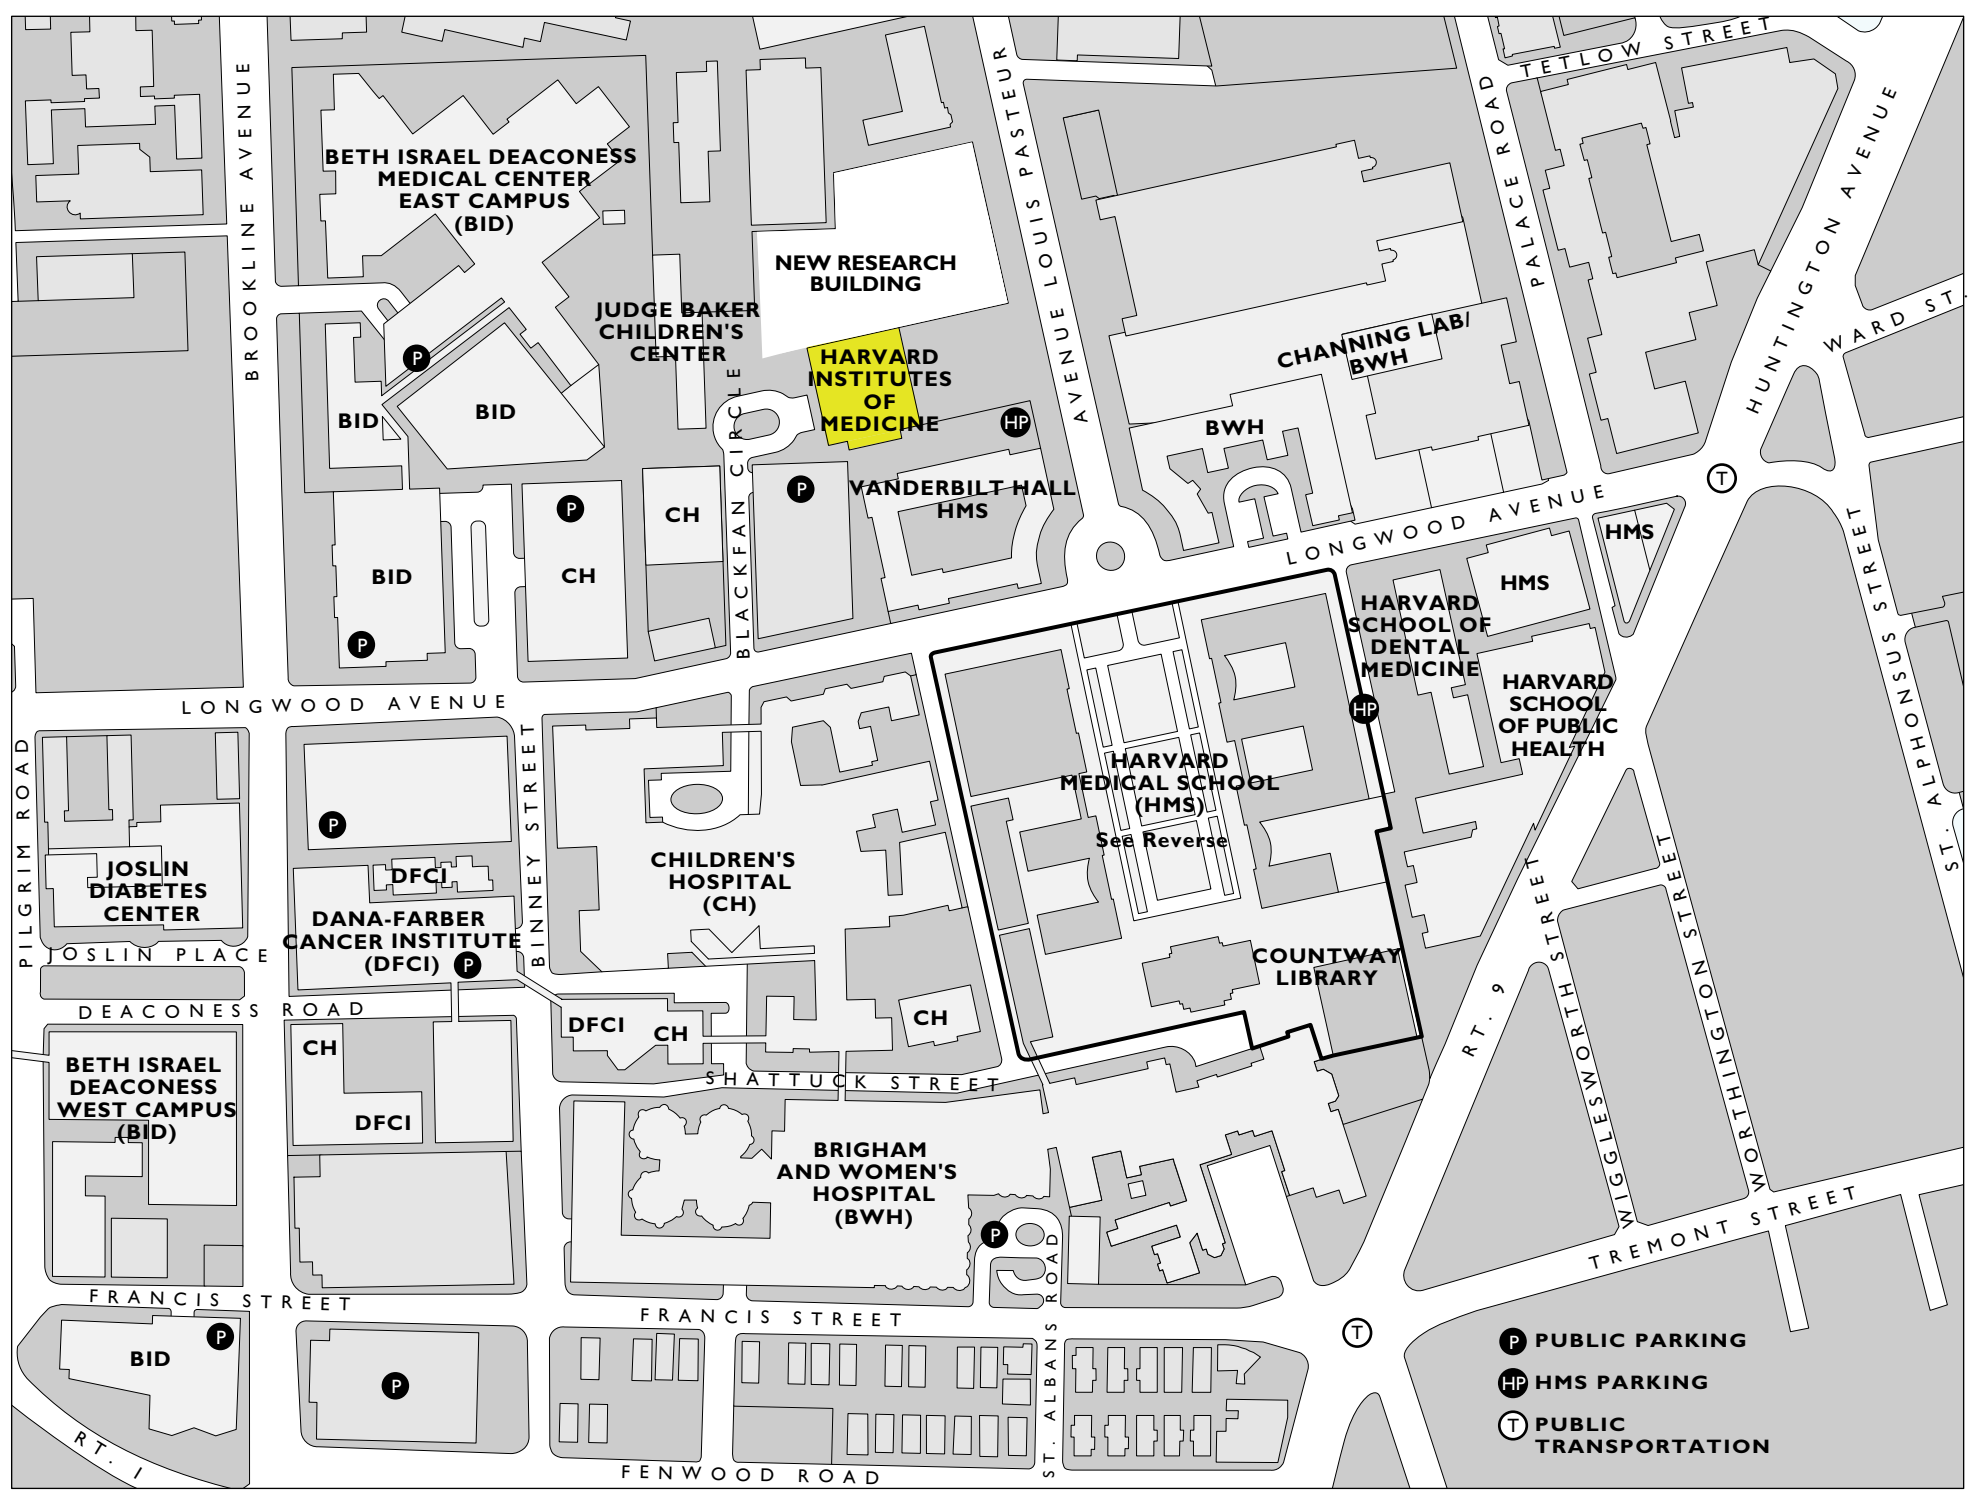 TETLOW STREET
BROOKLINE AVENUE
AVENUE LOUIS PASTEUR
PALACE ROAD
HUNTINGTON AVENUE
WARD ST.
BETH ISRAEL DEACONESS
MEDICAL CENTER
EAST CAMPUS
(BID)
NEW RESEARCH
BUILDING
JUDGE BAKER
CHILDREN'S
CENTER
HARVARD
INSTITUTES
OF
MEDICINE
CHANNING LAB/
BWH
P
BID
BID
HP
BWH
BLACKFAN CIRCLE
P
P
CH
VANDERBILT HALL
HMS
T
LONGWOOD AVENUE
HMS
BID
CH
P
HMS
HARVARD
SCHOOL OF
DENTAL
MEDICINE
ST. ALPHONSUS STREET
LONGWOOD AVENUE
HP
HARVARD
SCHOOL
OF PUBLIC
HEALTH
PILGRIM ROAD
BINNEY STREET
HARVARD
MEDICAL SCHOOL
(HMS)
See Reverse
P
JOSLIN
DIABETES
CENTER
DFCI
CHILDREN'S
HOSPITAL
(CH)
DANA-FARBER
CANCER INSTITUTE
(DFCI)
P
COUNTWAY
LIBRARY
JOSLIN PLACE
DEACONESS ROAD
RT. 9
WIGGLESWORTH STREET
WORTHINGTON STREET
CH
DFCI
CH
CH
DFCI
SHATTUCK STREET
BETH ISRAEL
DEACONESS
WEST CAMPUS
(BID)
BRIGHAM
AND WOMEN'S
HOSPITAL
(BWH)
P
TREMONT STREET
FRANCIS STREET
FRANCIS STREET
ST. ALBANS ROAD
P
BID
P
T
RT. 1
FENWOOD ROAD
P PUBLIC PARKING
HP HMS PARKING
T PUBLIC
TRANSPORTATION